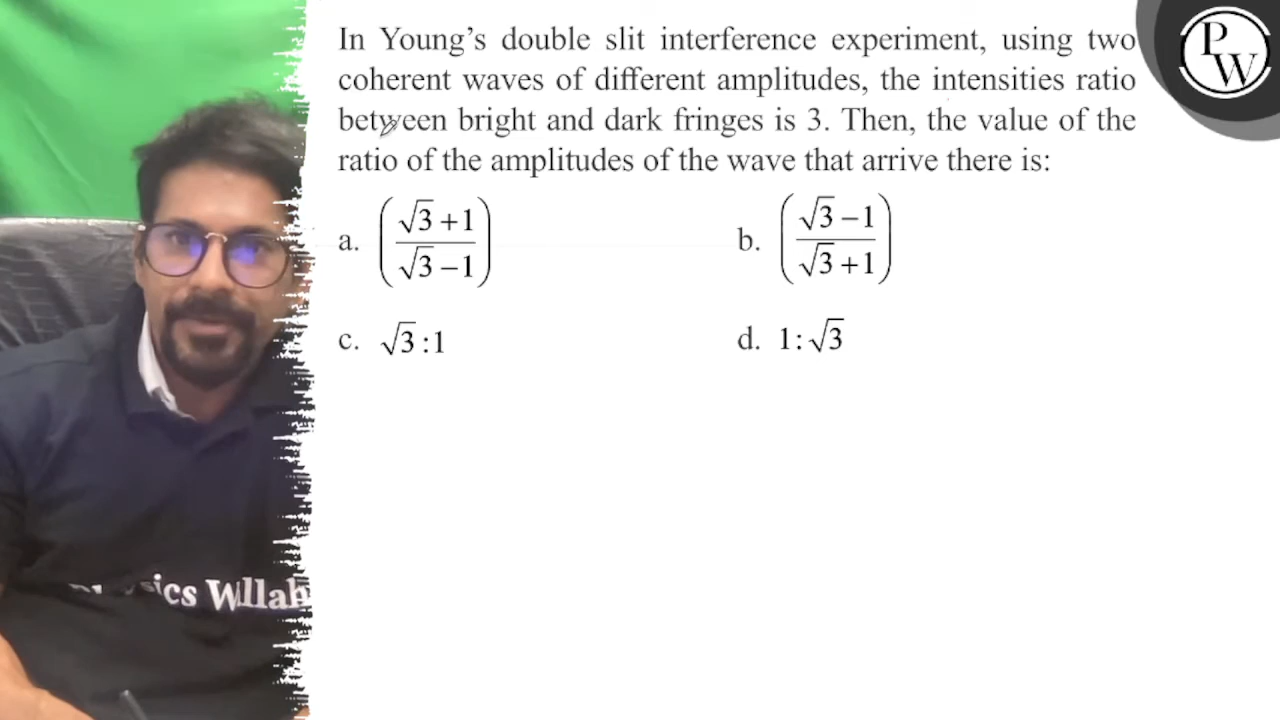 In Young's double slit interference experiment, using two
coherent waves of different amplitudes, the intensities ratio
between bright and dark fringes is 3. Then, the value of the
ratio of the amplitudes of the wave that arrive there is:
a. (√3+1 / √3−1)
b. (√3−1 / √3+1)
c. √3:1
d. 1:√3
PW
ics Wallah